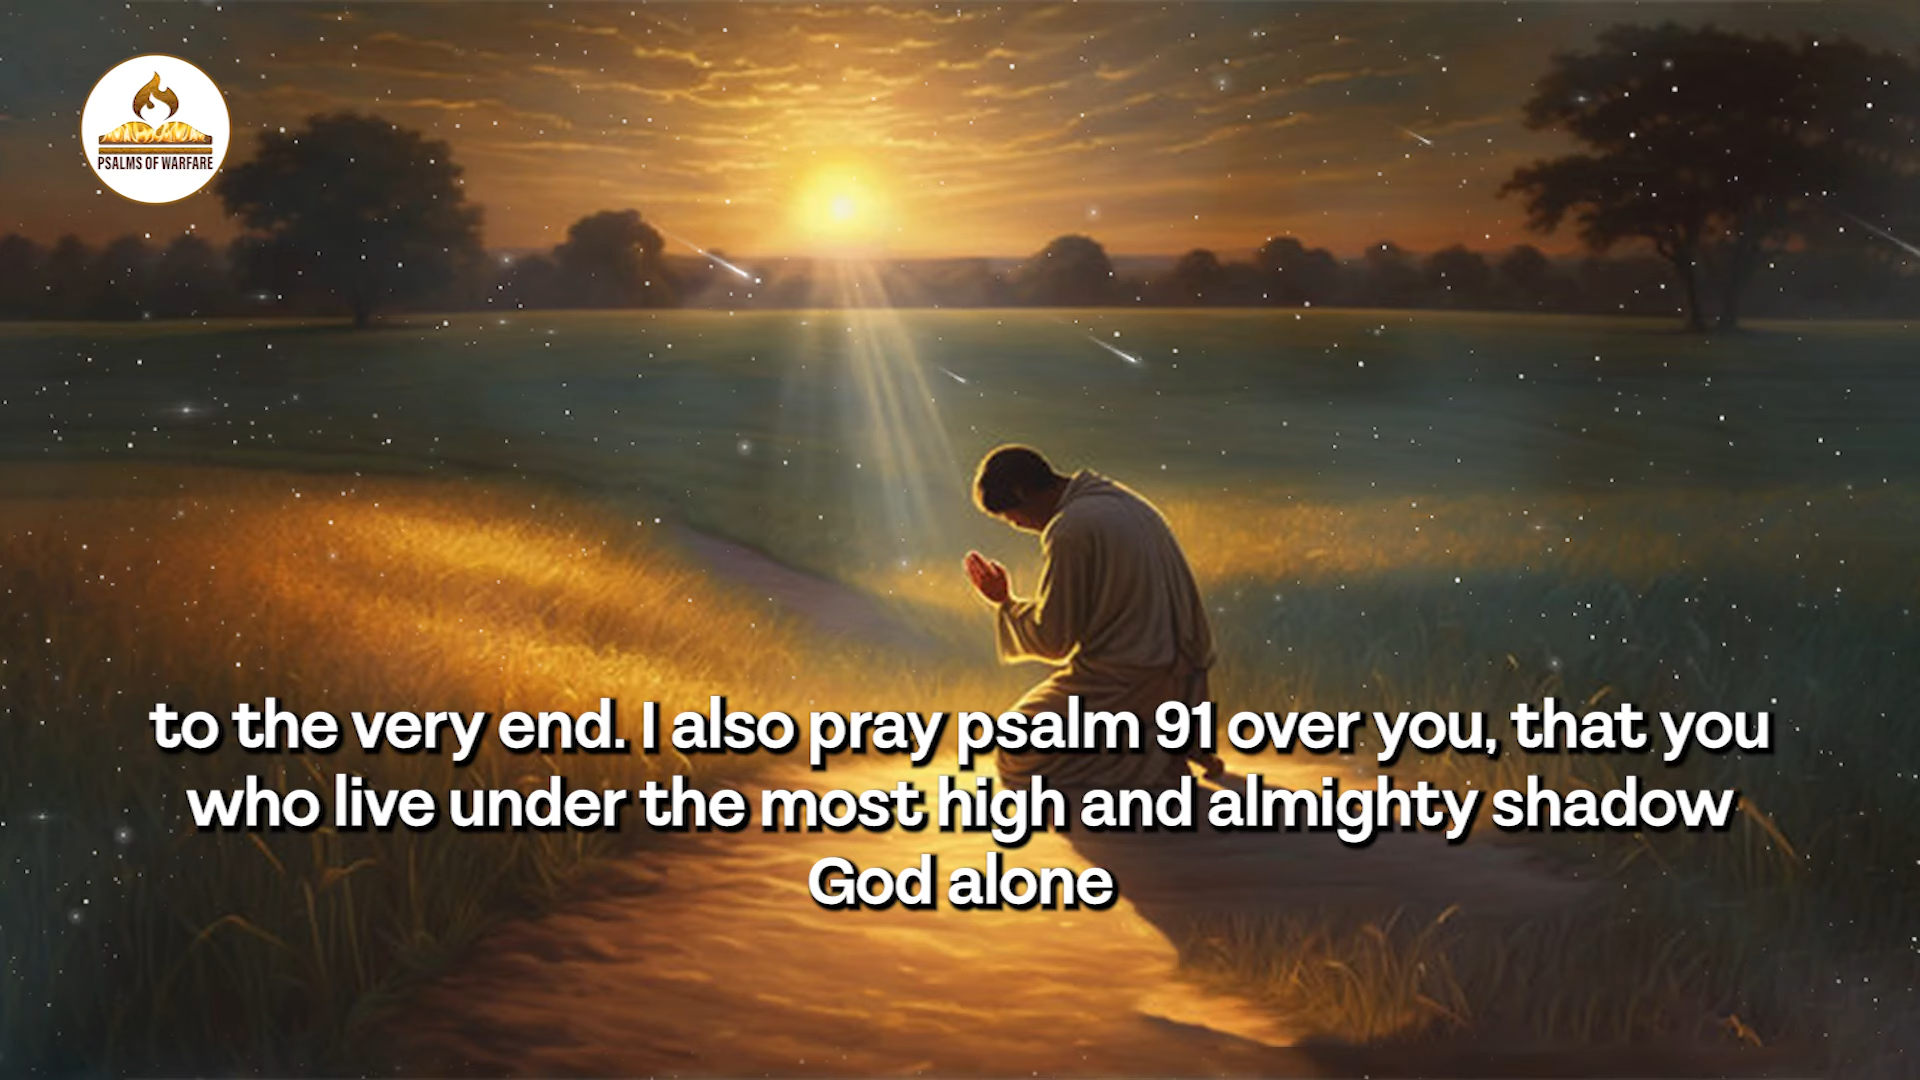 PSALMS OF WARFARE
to the very end. I also pray psalm 91 over you, that you
who live under the most high and almighty shadow
God alone